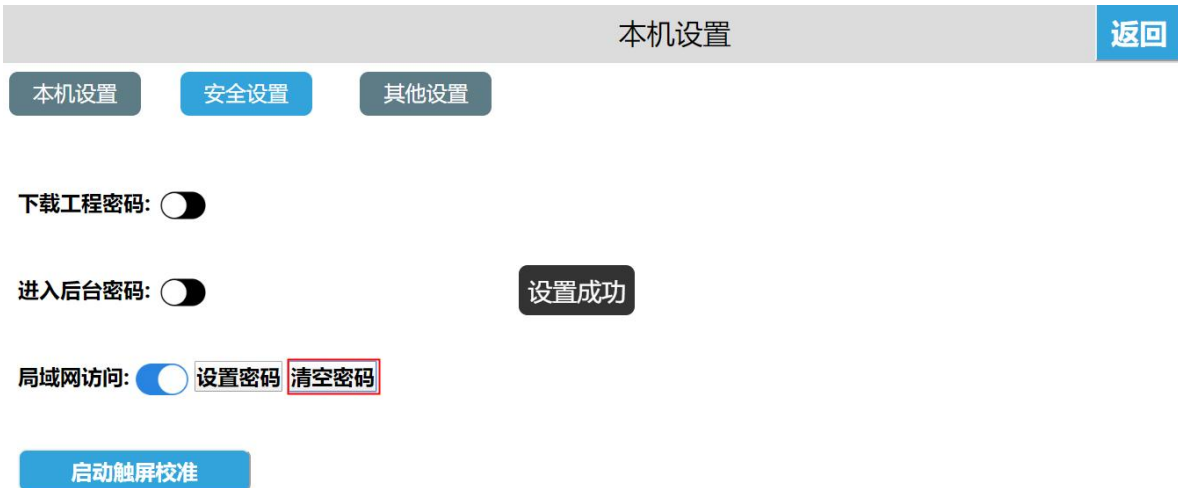 本机设置 返回
本机设置 安全设置 其他设置
下载工程密码:
进入后台密码:
设置成功
局域网访问: 设置密码 清空密码
启动触屏校准